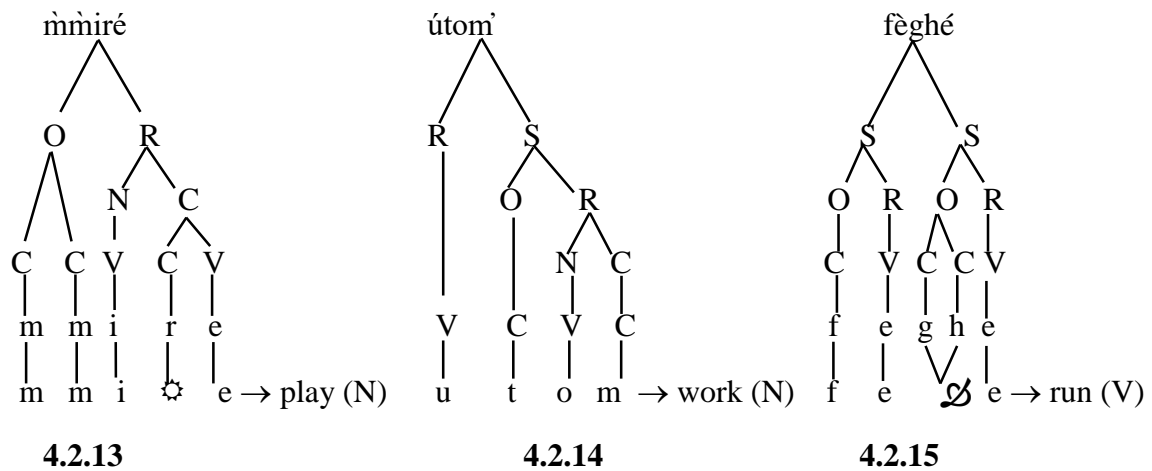 m̀m̀iré útom̓ fèghé
O R R S S S
N C O R O R O R
C C V C V N C C V C C V
m m i r e V C V C f e g h e
m m i ☼ e → play (N) u t o m → work (N) f e e → run (V)
4.2.13 4.2.14 4.2.15